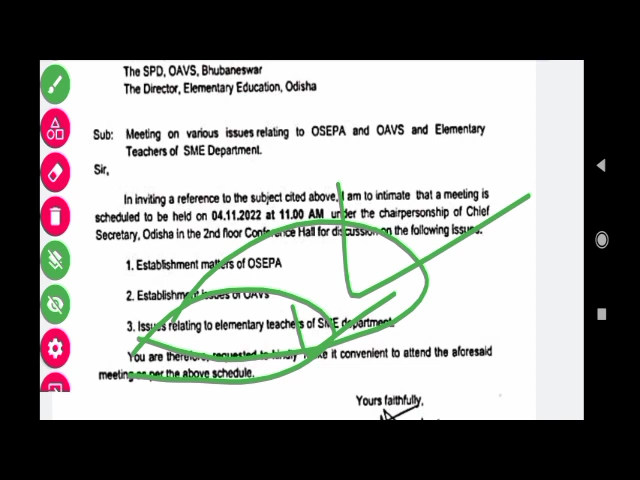 The SPD, OAVS, Bhubaneswar
The Director, Elementary Education, Odisha
Sub: Meeting on various issues relating to OSEPA and OAVS and Elementary
Teachers of SME Department.
Sir,
In inviting a reference to the subject cited above, I am to intimate that a meeting is
scheduled to be held on 04.11.2022 at 11.00 AM under the chairpersonship of Chief
Secretary, Odisha in the 2nd floor Conference Hall for discussion on the following issues.
1. Establishment matters of OSEPA
2. Establishment issues of OAVs
3. Issues relating to elementary teachers of SME department.
You are therefore, requested to kindly make it convenient to attend the aforesaid
meeting as per the above schedule.
Yours faithfully,